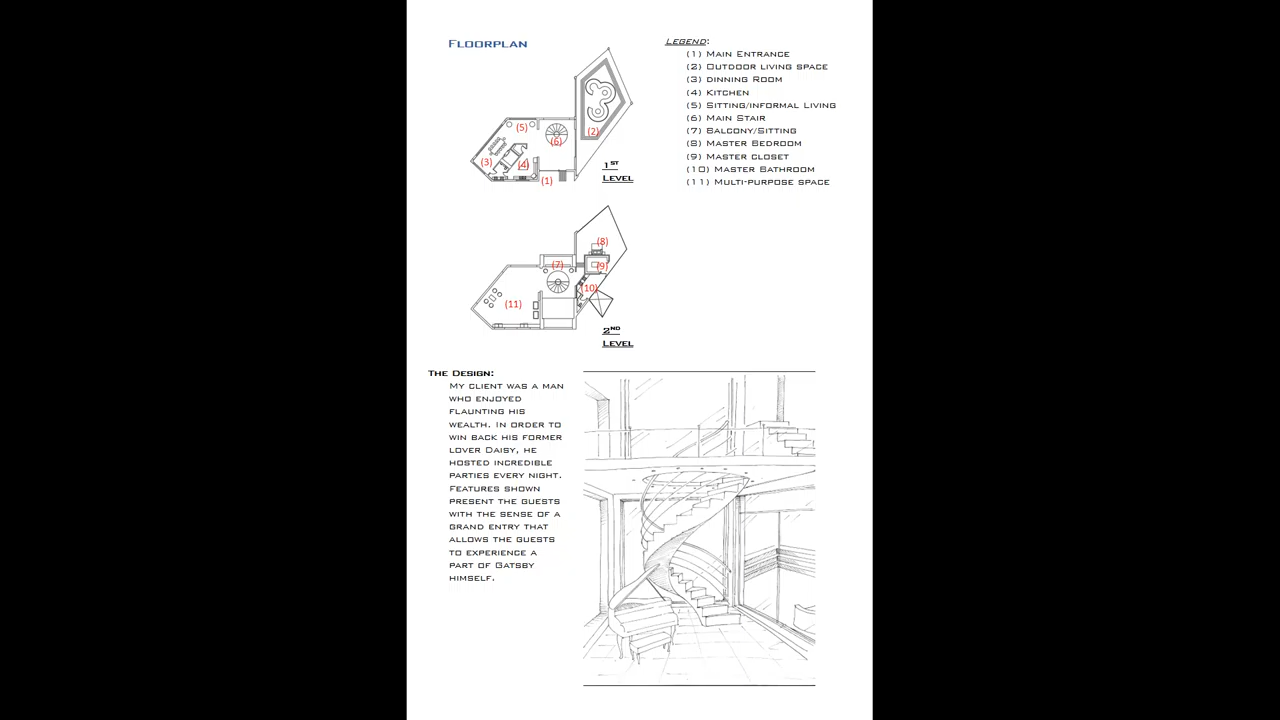 Floorplan
Legend:
(1) Main Entrance
(2) Outdoor living space
(3) dinning Room
(4) Kitchen
(5) Sitting/informal Living
(6) Main Stair
(7) Balcony/Sitting
(8) Master Bedroom
(9) Master closet
(10) Master Bathroom
(11) Multi-purpose space
(5)
(6)
(2)
(3)
(4)
(1)
1st
Level
(8)
(7)
(9)
(10)
(11)
2nd
Level
The Design:
My client was a man
who enjoyed
flaunting his
wealth. In order to
win back his former
lover Daisy, he
hosted incredible
parties every night.
Features shown
present the guests
with the sense of a
grand entry that
allows the guests
to experience a
part of Gatsby
himself.